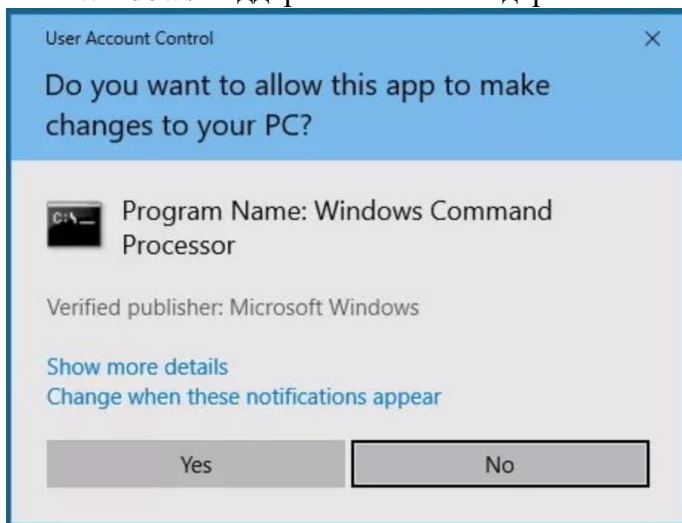 User Account Control
Do you want to allow this app to make
changes to your PC?
C:\_
Program Name: Windows Command
Processor
Verified publisher: Microsoft Windows
Show more details
Change when these notifications appear
Yes
No